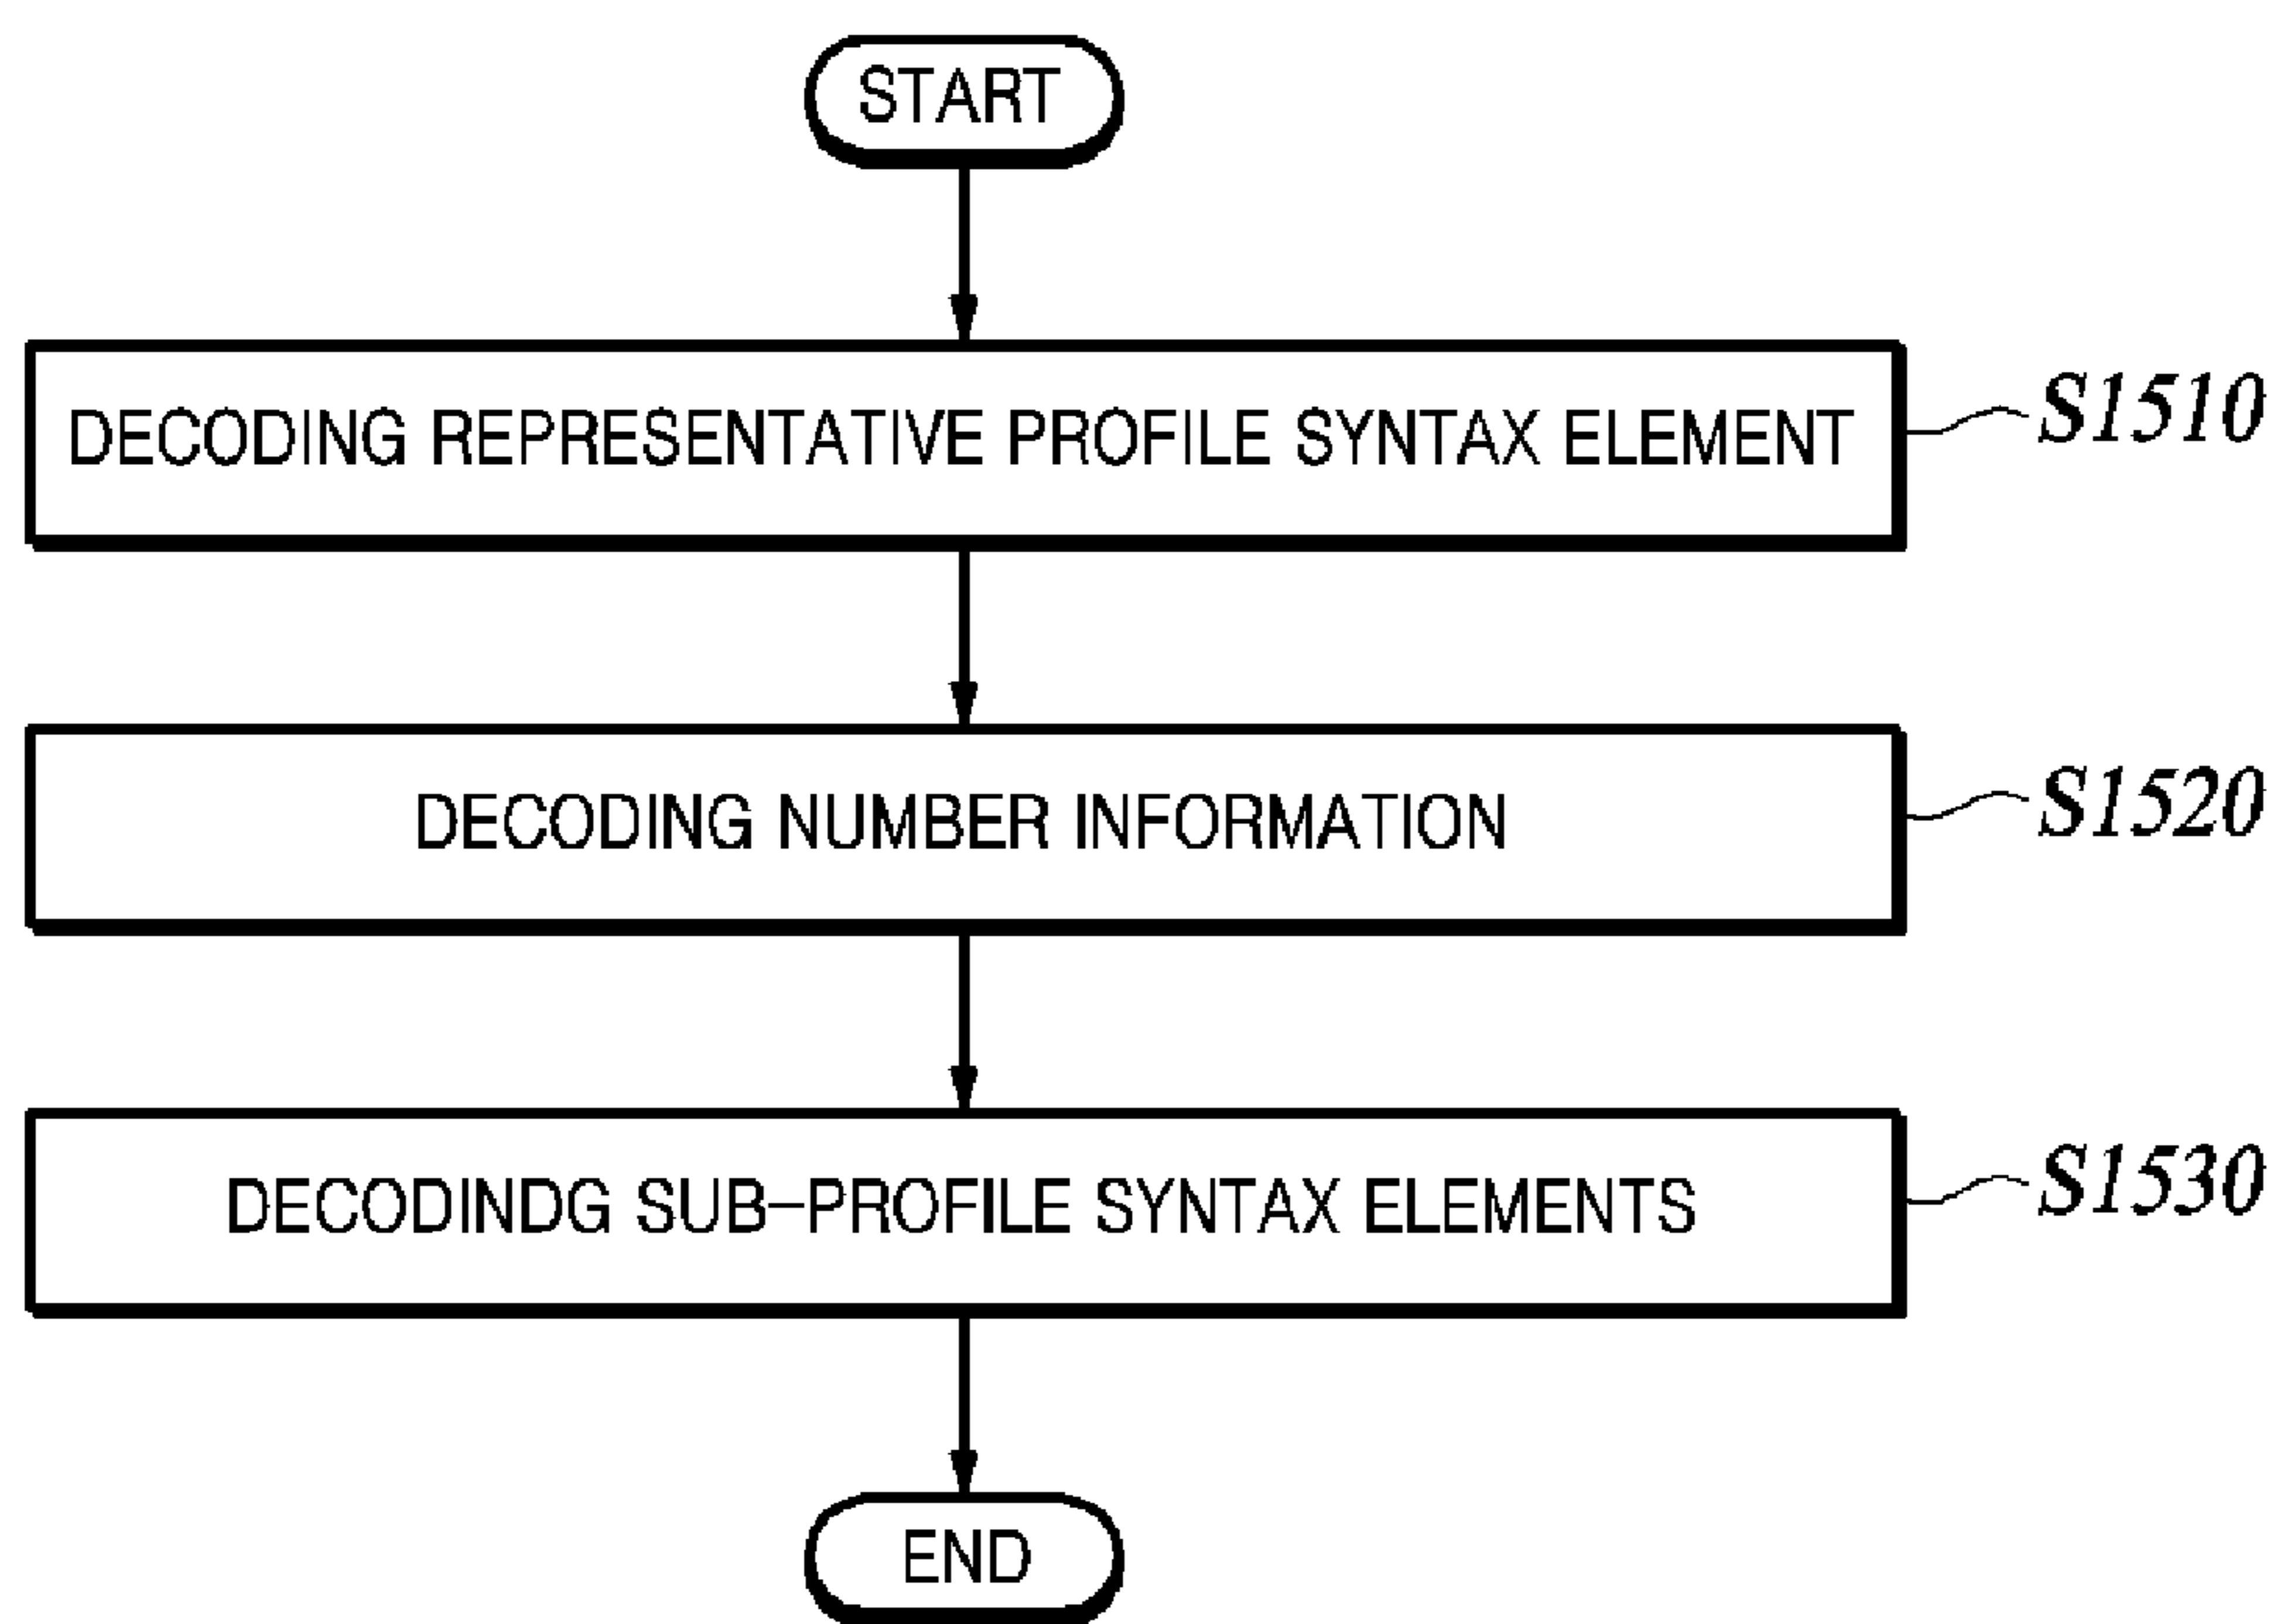 START
DECODING REPRESENTATIVE PROFILE SYNTAX ELEMENT
S1510
DECODING NUMBER INFORMATION
S1520
DECODINDG SUB-PROFILE SYNTAX ELEMENTS
S1530
END